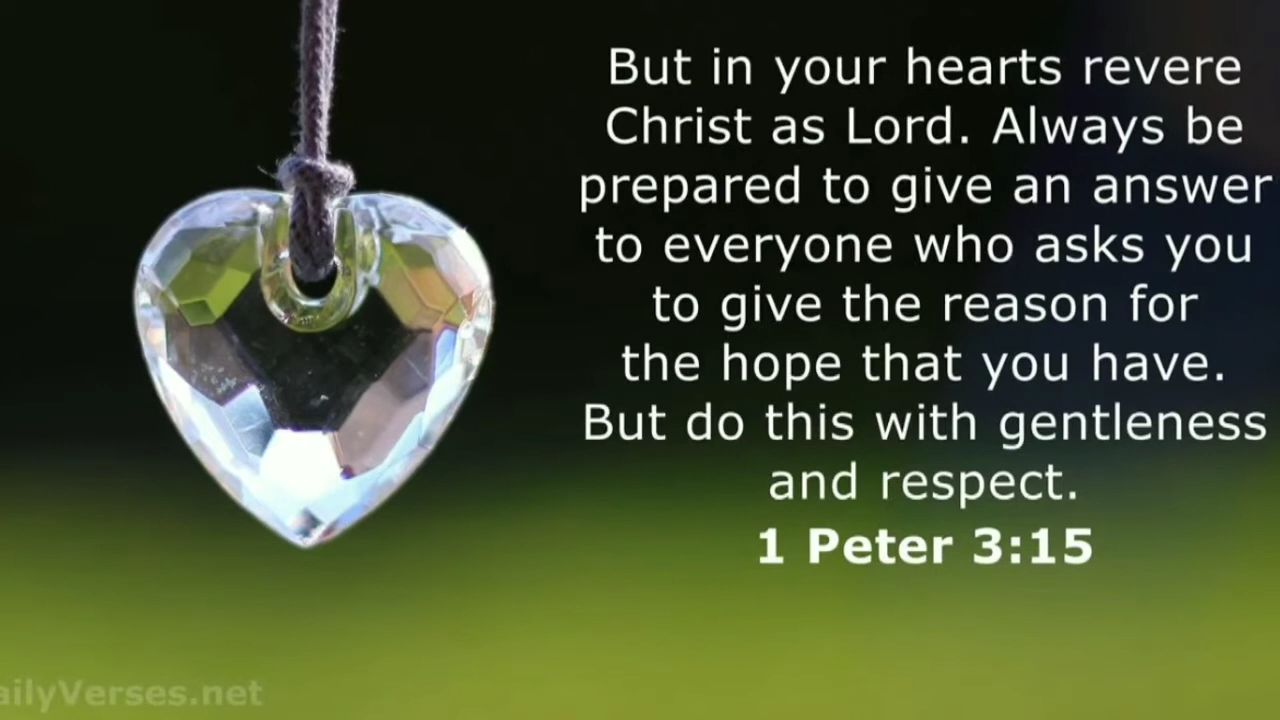 But in your hearts revere
Christ as Lord. Always be
prepared to give an answer
to everyone who asks you
to give the reason for
the hope that you have.
But do this with gentleness
and respect.
1 Peter 3:15
ailyVerses.net